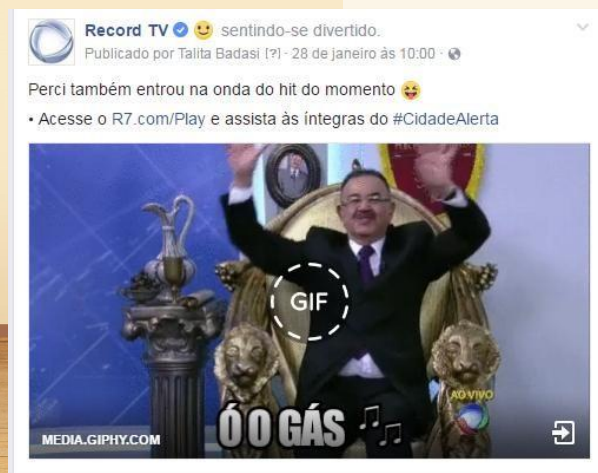 Record TV sentindo-se divertido.
Publicado por Talita Badasi [?] · 28 de janeiro às 10:00 ·
Perci também entrou na onda do hit do momento
• Acesse o R7.com/Play e assista às íntegras do #CidadeAlerta
GIF
AO VIVO
Ó O GÁS
MEDIA.GIPHY.COM